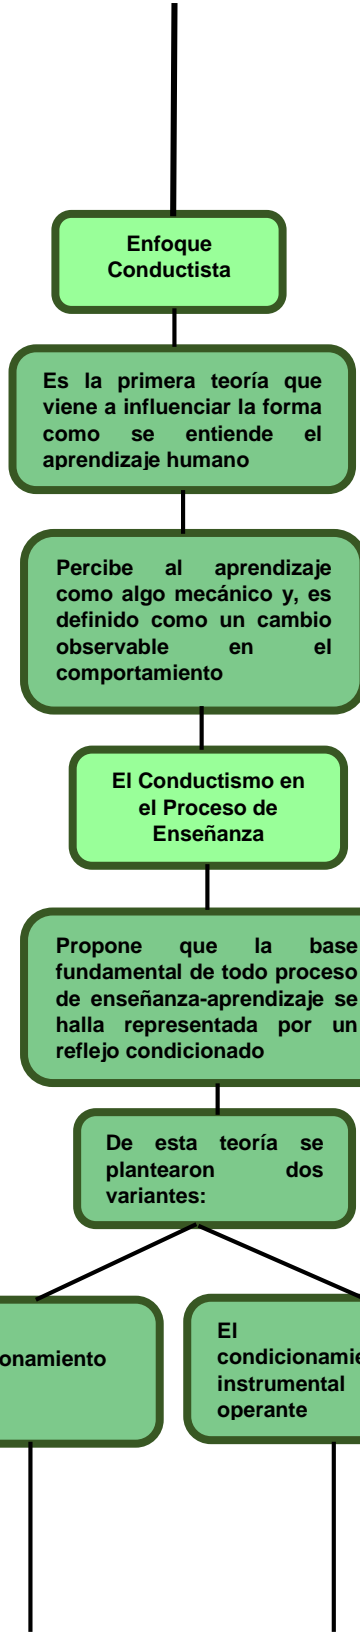 Enfoque
Conductista
Es la primera teoría que
viene a influenciar la forma
como se entiende el
aprendizaje humano
Percibe al aprendizaje
como algo mecánico y, es
definido como un cambio
observable en el
comportamiento
El Conductismo en
el Proceso de
Enseñanza
Propone que la base
fundamental de todo proceso
de enseñanza-aprendizaje se
halla representada por un
reflejo condicionado
De esta teoría se
plantearon dos
variantes:
onamiento
El
condicionamie
instrumental
operante